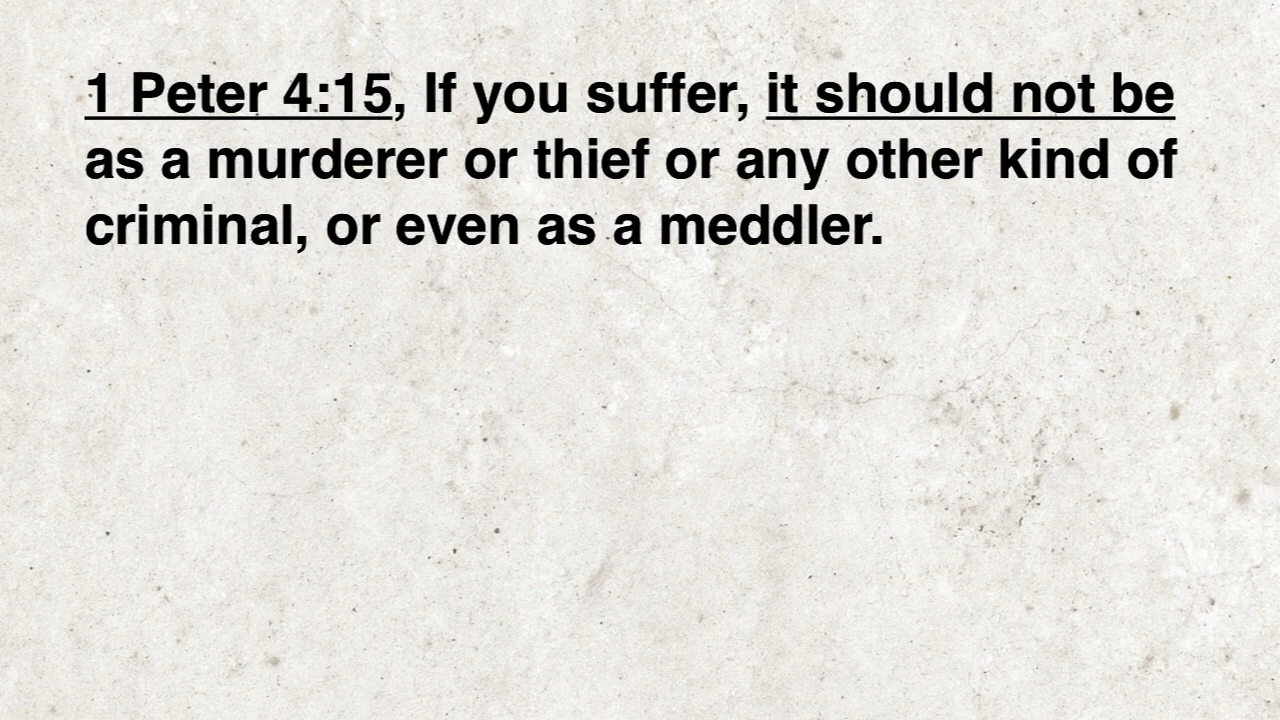 1 Peter 4:15, If you suffer, it should not be
as a murderer or thief or any other kind of
criminal, or even as a meddler.